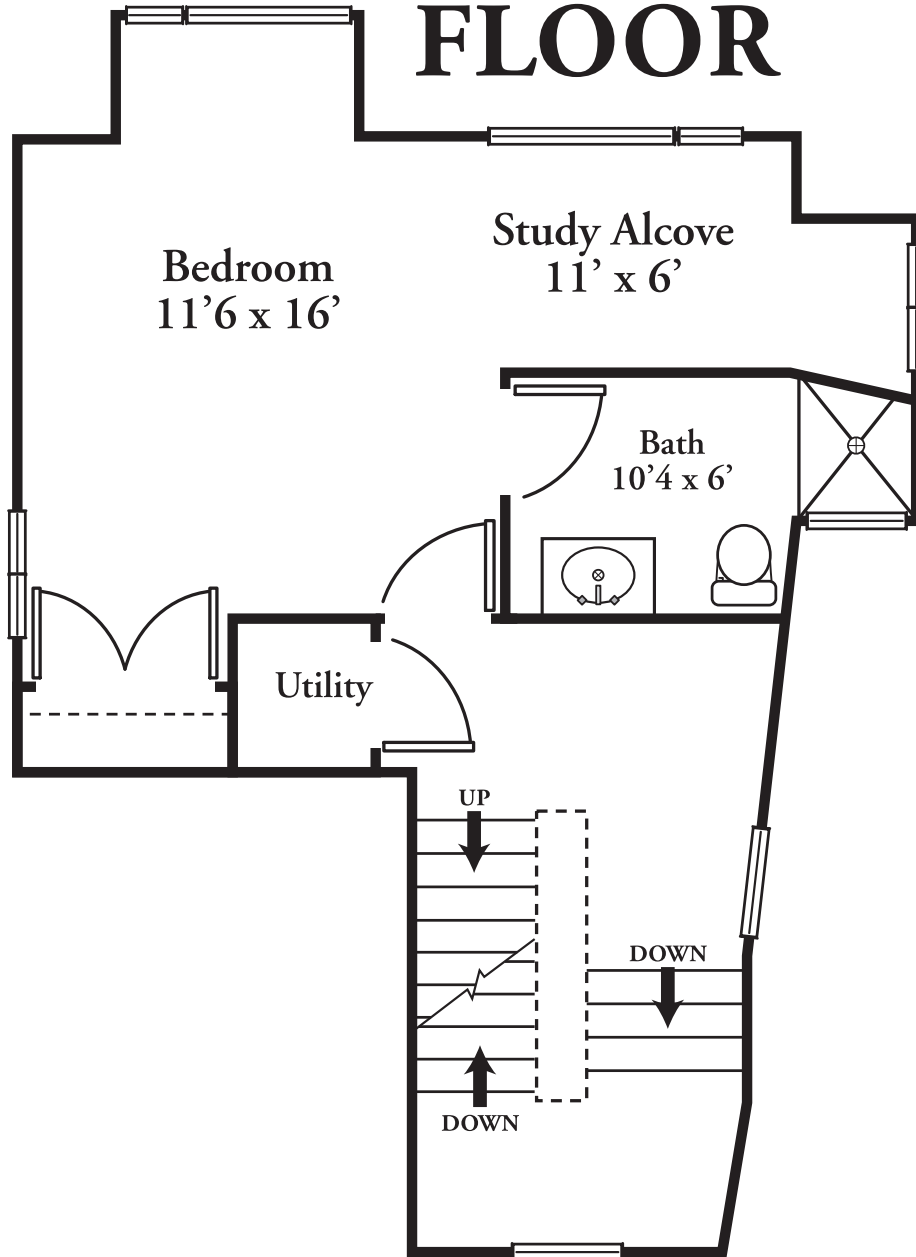 FLOOR
Bedroom
11’6 x 16’
Study Alcove
11’ x 6’
Bath
10’4 x 6’
Utility
UP
DOWN
DOWN